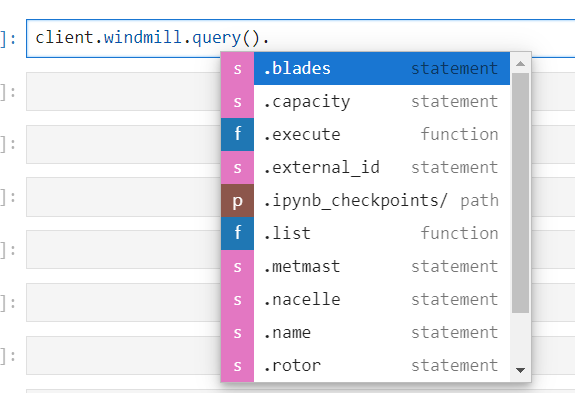 ]: client.windmill.query().
]: s .blades statement
s .capacity statement
]: f .execute function
s .external_id statement
]: p .ipynb_checkpoints/ path
f .list function
]: s .metmast statement
]: s .nacelle statement
s .name statement
]: s .rotor statement